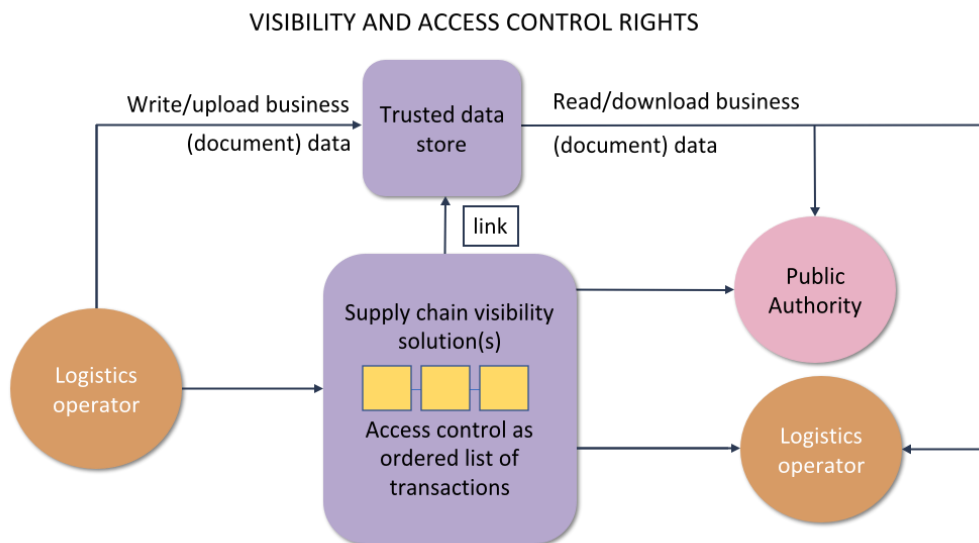 VISIBILITY AND ACCESS CONTROL RIGHTS
Write/upload business
(document) data
Trusted data
store
Read/download business
(document) data
link
Public
Authority
Supply chain visibility
solution(s)
Logistics
operator
Access control as
ordered list of
transactions
Logistics
operator